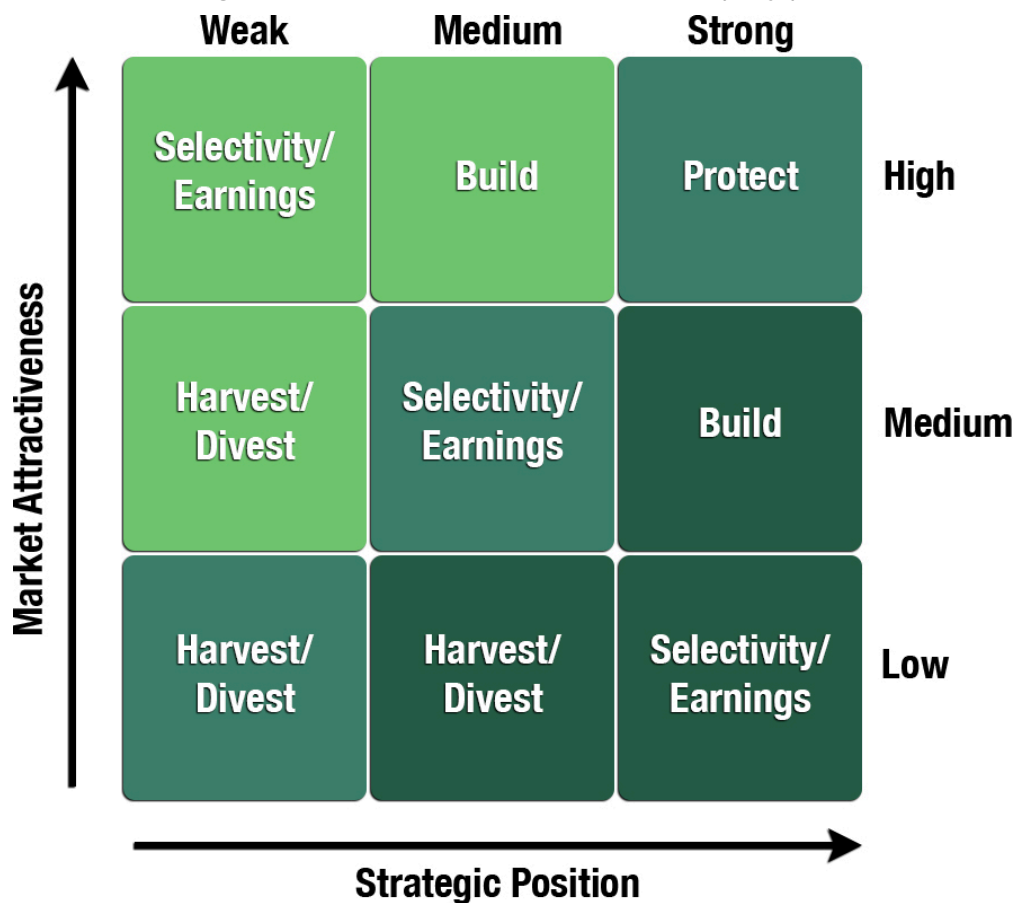 Weak Medium Strong
Selectivity/
Earnings
Build
Protect
High
Harvest/
Divest
Selectivity/
Earnings
Build
Medium
Harvest/
Divest
Harvest/
Divest
Selectivity/
Earnings
Low
Market Attractiveness
Strategic Position